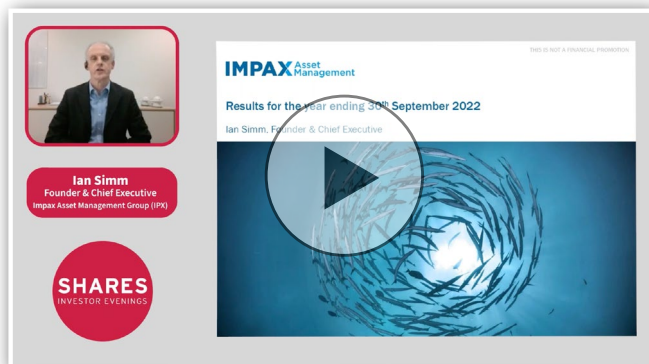 Ian Simm
Founder & Chief Executive
Impax Asset Management Group (IPX)
SHARES
INVESTOR EVENINGS
THIS IS NOT A FINANCIAL PROMOTION
IMPAX Asset
Management
Results for the year ending 30th September 2022
Ian Simm, Founder & Chief Executive